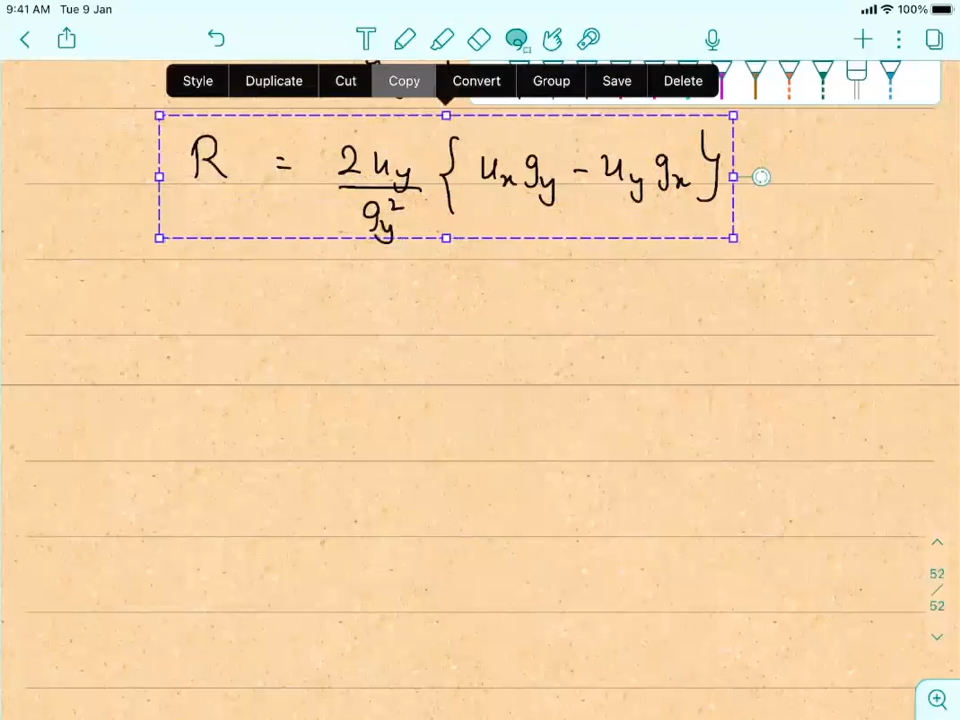 9:41 AM Tue 9 Jan 100%
Style Duplicate Cut Copy Convert Group Save Delete
R = 2u_y / g_y^2 { u_x g_y - u_y g_x }
52
/
52